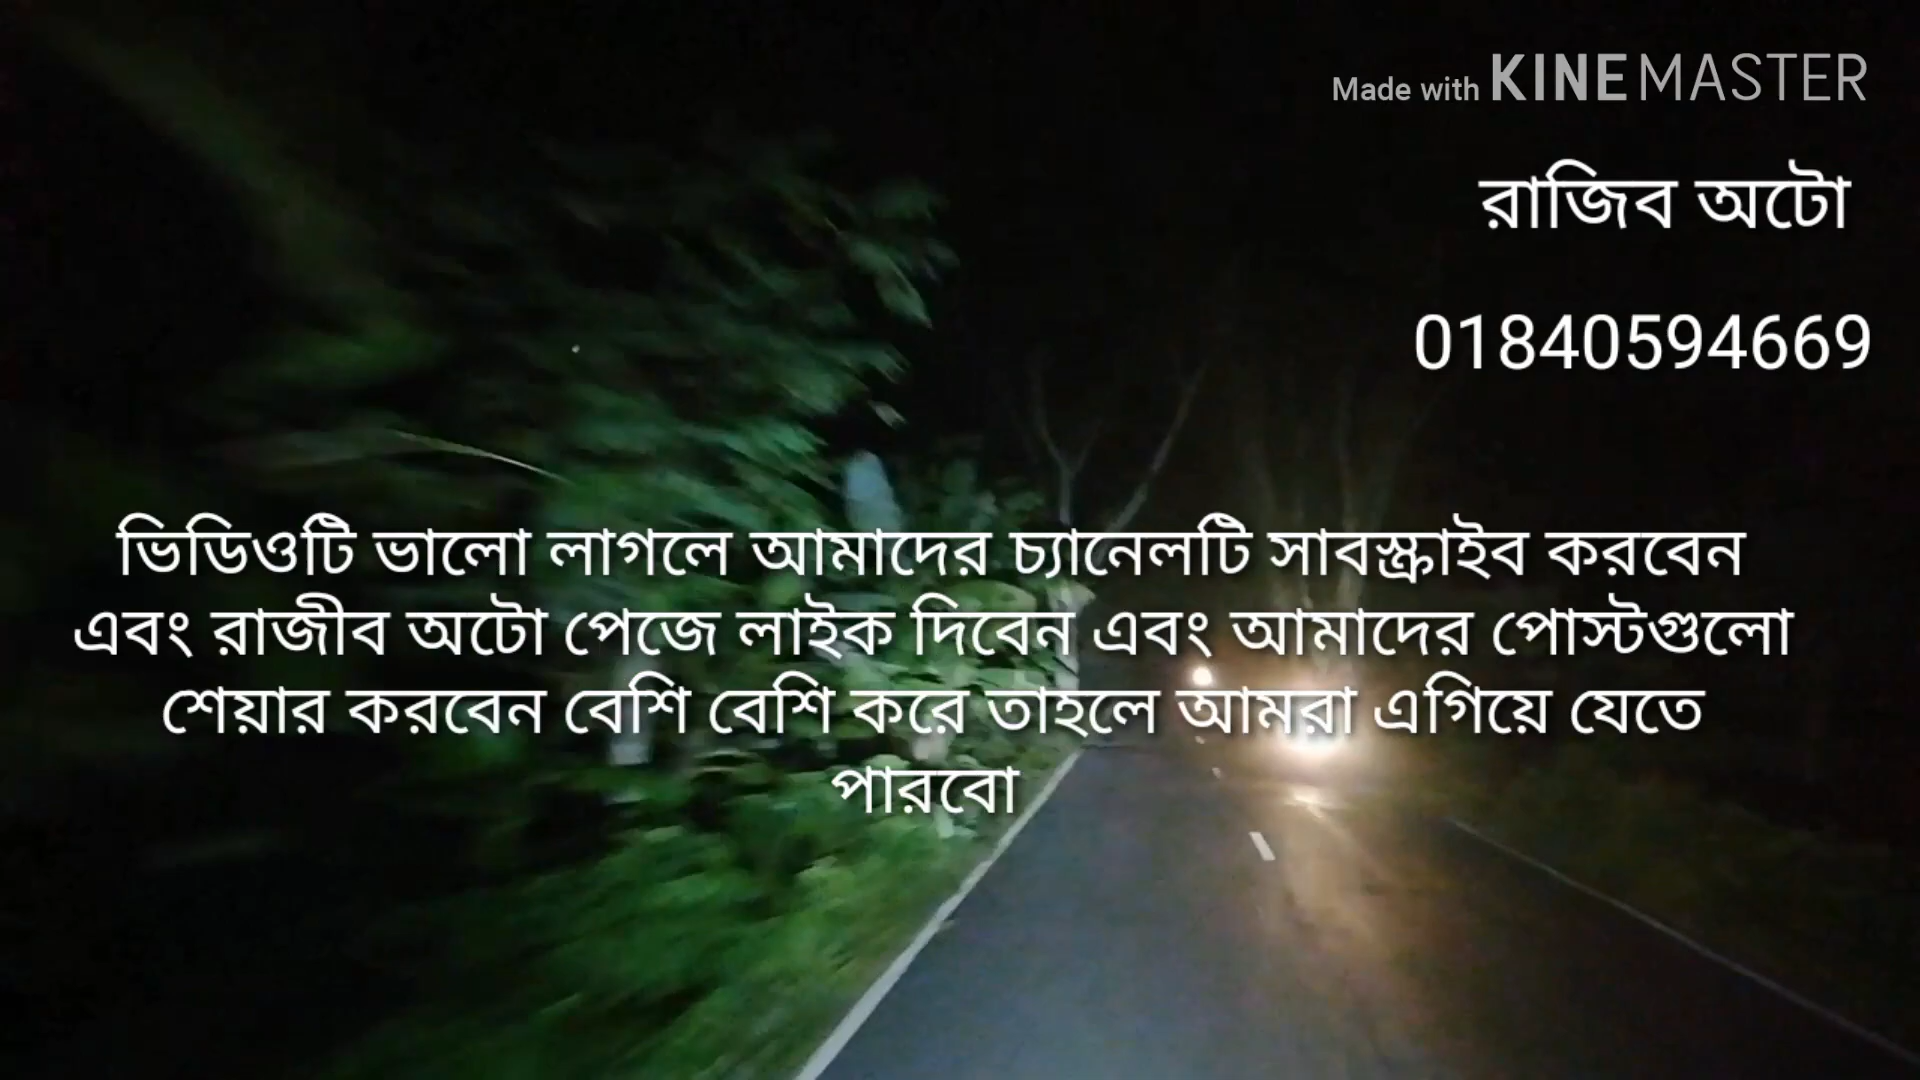 Made with KINEMASTER
রাজিব অটো
01840594669
ভিডিওটি ভালো লাগলে আমাদের চ্যানেলটি সাবস্ক্রাইব করবেন
এবং রাজীব অটো পেজে লাইক দিবেন এবং আমাদের পোস্টগুলো
শেয়ার করবেন বেশি বেশি করে তাহলে আমরা এগিয়ে যেতে
পারবো